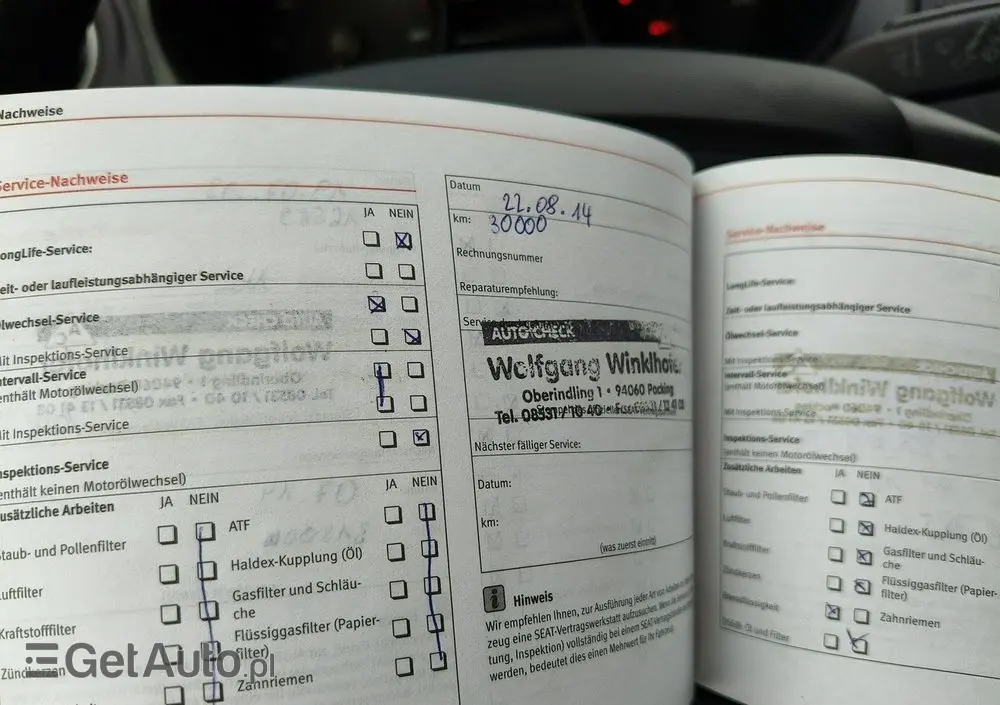 Nachweise
Service-Nachweise
JA NEIN
LongLife-Service:
Zeit- oder laufleistungsabhängiger Service
Ölwechsel-Service
Mit Inspektions-Service
Intervall-Service
(enthält Motorölwechsel)
Mit Inspektions-Service
Inspektions-Service
(enthält keinen Motorölwechsel)
Zusätzliche Arbeiten
JA NEIN
JA NEIN
Staub- und Pollenfilter
ATF
Luftfilter
Haldex-Kupplung (Öl)
Kraftstofffilter
Gasfilter und Schläu-
che
Zündkerzen
Flüssiggasfilter (Papier-
filter)
Zahnriemen
Datum
22.08.14
km:
30000
Rechnungsnummer
Reparaturempfehlung:
AUTO CHECK
Wolfgang Winklho
Oberindling 1 • 94060 Pocking
Tel. 08531 / 10 40
Nächster fälliger Service:
Datum:
km:
(was zuerst eintritt)
i Hinweis
Wir empfehlen Ihnen, zur Ausführung jeder Art von
zeug eine SEAT-Vertragswerkstatt aufzusuchen.
tung, Inspektion) vollständig bei einem SEAT
werden, bedeutet dies einen Mehrwert für Ihr
Service-Nachweise
LongLife-Service:
Zeit- oder laufleistungsabhängiger Service
Ölwechsel-Service
Mit Inspektions-Service
Intervall-Service
(enthält Motorölwechsel)
Mit Inspektions-Service
Inspektions-Service
(enthält keinen Motorölwechsel)
Zusätzliche Arbeiten
JA NEIN
Staub- und Pollenfilter
ATF
Luftfilter
Haldex-Kupplung (Öl)
Kraftstofffilter
Gasfilter und Schläu-
che
Zündkerzen
Flüssiggasfilter (Papier-
filter)
Bremsflüssigkeit
Zahnriemen
GetAuto.pl